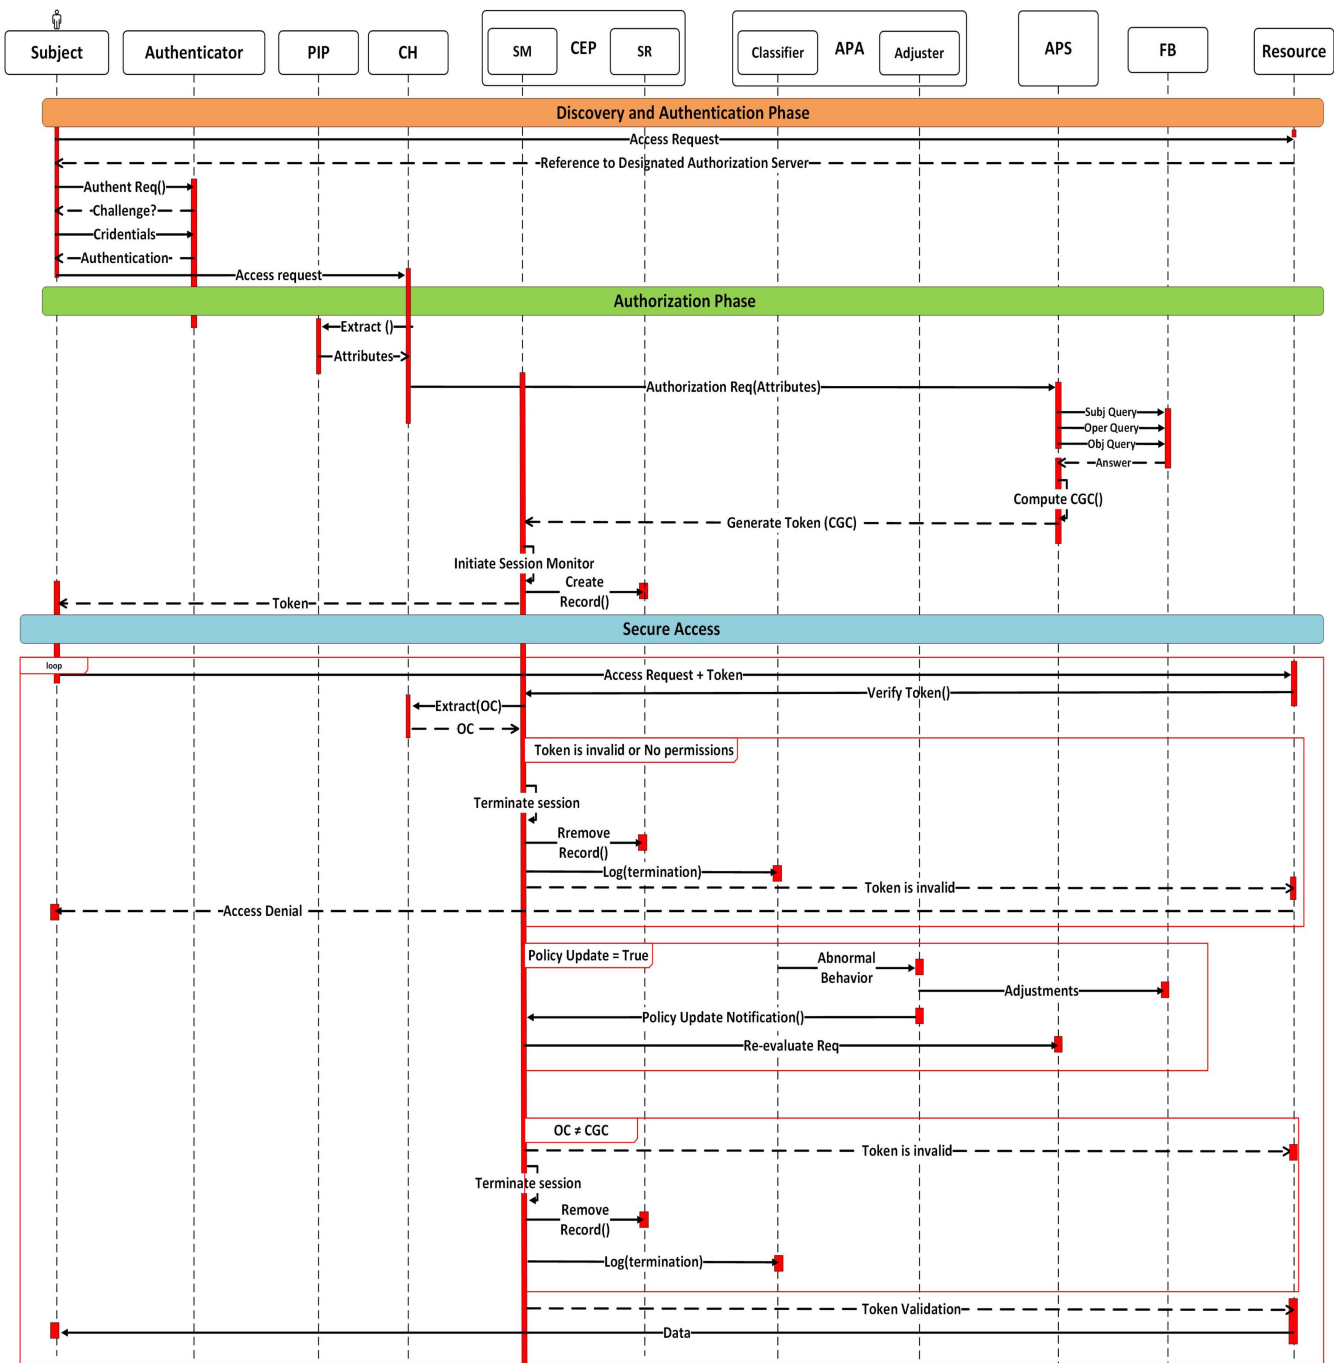 Subject
Authenticator
PIP
CH
SM
CEP
SR
Classifier
APA
Adjuster
APS
FB
Resource
Discovery and Authentication Phase
Access Request
Reference to Designated Authorization Server
Authent Req()
Challenge?
Cridentials
Authentication
Access request
Authorization Phase
Extract ()
Attributes
Authorization Req(Attributes)
Subj Query
Oper Query
Obj Query
Answer
Compute CGC()
Generate Token (CGC)
Initiate Session Monitor
Create
Record()
Token
Secure Access
loop
Access Request + Token
Verify Token()
Extract(OC)
OC
Token is invalid or No permissions
Terminate session
Rremove
Record()
Log(termination)
Token is invalid
Access Denial
Policy Update = True
Abnormal
Behavior
Adjustments
Policy Update Notification()
Re-evaluate Req
OC ≠ CGC
Token is invalid
Terminate session
Remove
Record()
Log(termination)
Token Validation
Data